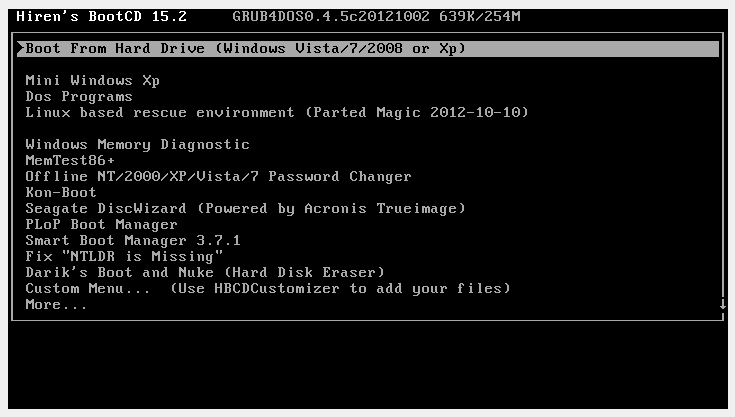 Hiren's BootCD 15.2     GRUB4DOS0.4.5c20121002 639K/254M
Boot From Hard Drive (Windows Vista/7/2008 or Xp)
Mini Windows Xp
Dos Programs
Linux based rescue environment (Parted Magic 2012-10-10)
Windows Memory Diagnostic
MemTest86+
Offline NT/2000/XP/Vista/7 Password Changer
Kon-Boot
Seagate DiscWizard (Powered by Acronis Trueimage)
PLoP Boot Manager
Smart Boot Manager 3.7.1
Fix "NTLDR is Missing"
Darik's Boot and Nuke (Hard Disk Eraser)
Custom Menu...  (Use HBCDCustomizer to add your files)
More...